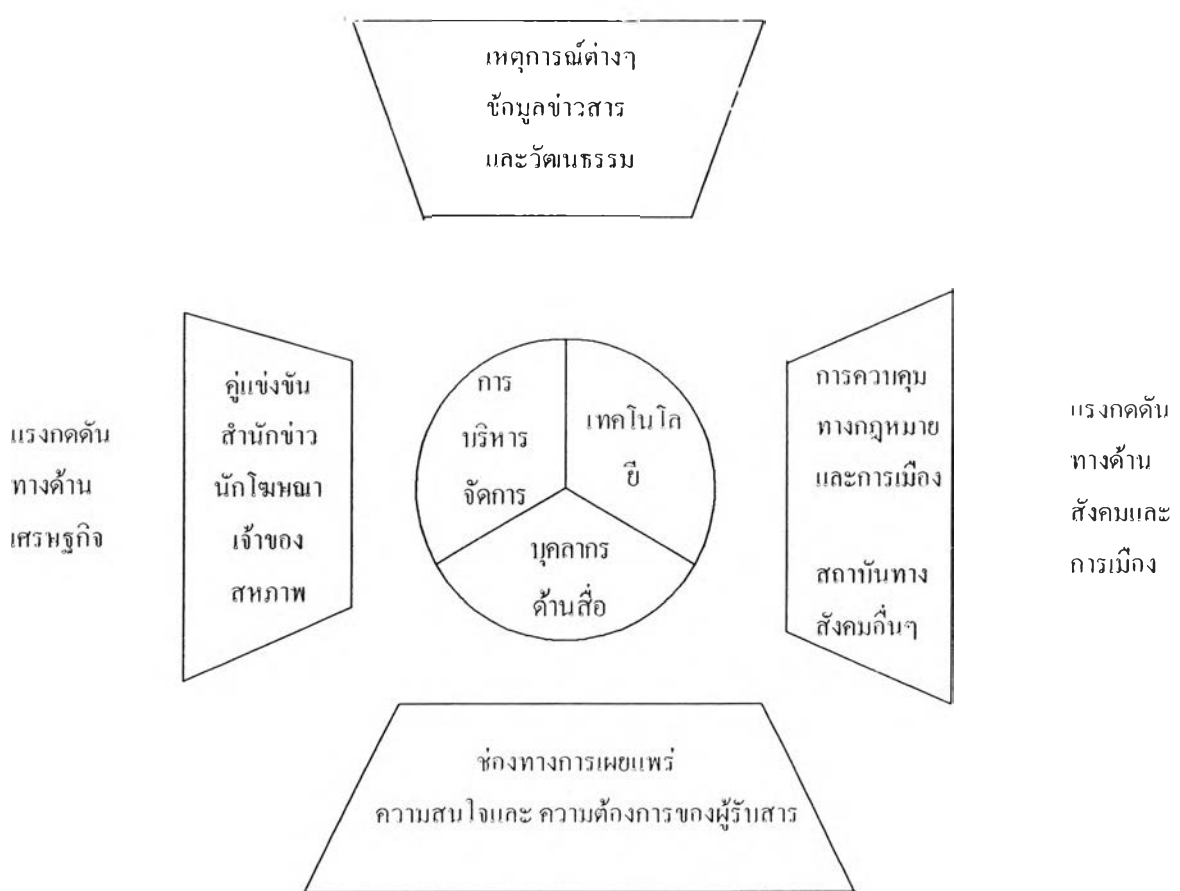 เหตุการณ์ต่างๆ
ข้อมูลข่าวสาร
และวัฒนธรรม
แรงกดดัน
ทางด้าน
เศรษฐกิจ
คู่แข่งขัน
สำนักข่าว
นักโฆษณา
เจ้าของ
สหภาพ
การ
บริหาร
จัดการ
เทคโนโล
ยี
บุคลากร
ด้านสื่อ
การควบคุม
ทางกฎหมาย
และการเมือง
สถาบันทาง
สังคมอื่นๆ
แรงกดดัน
ทางด้าน
สังคมและ
การเมือง
ช่องทางการเผยแพร่
ความสนใจและ ความต้องการของผู้รับสาร